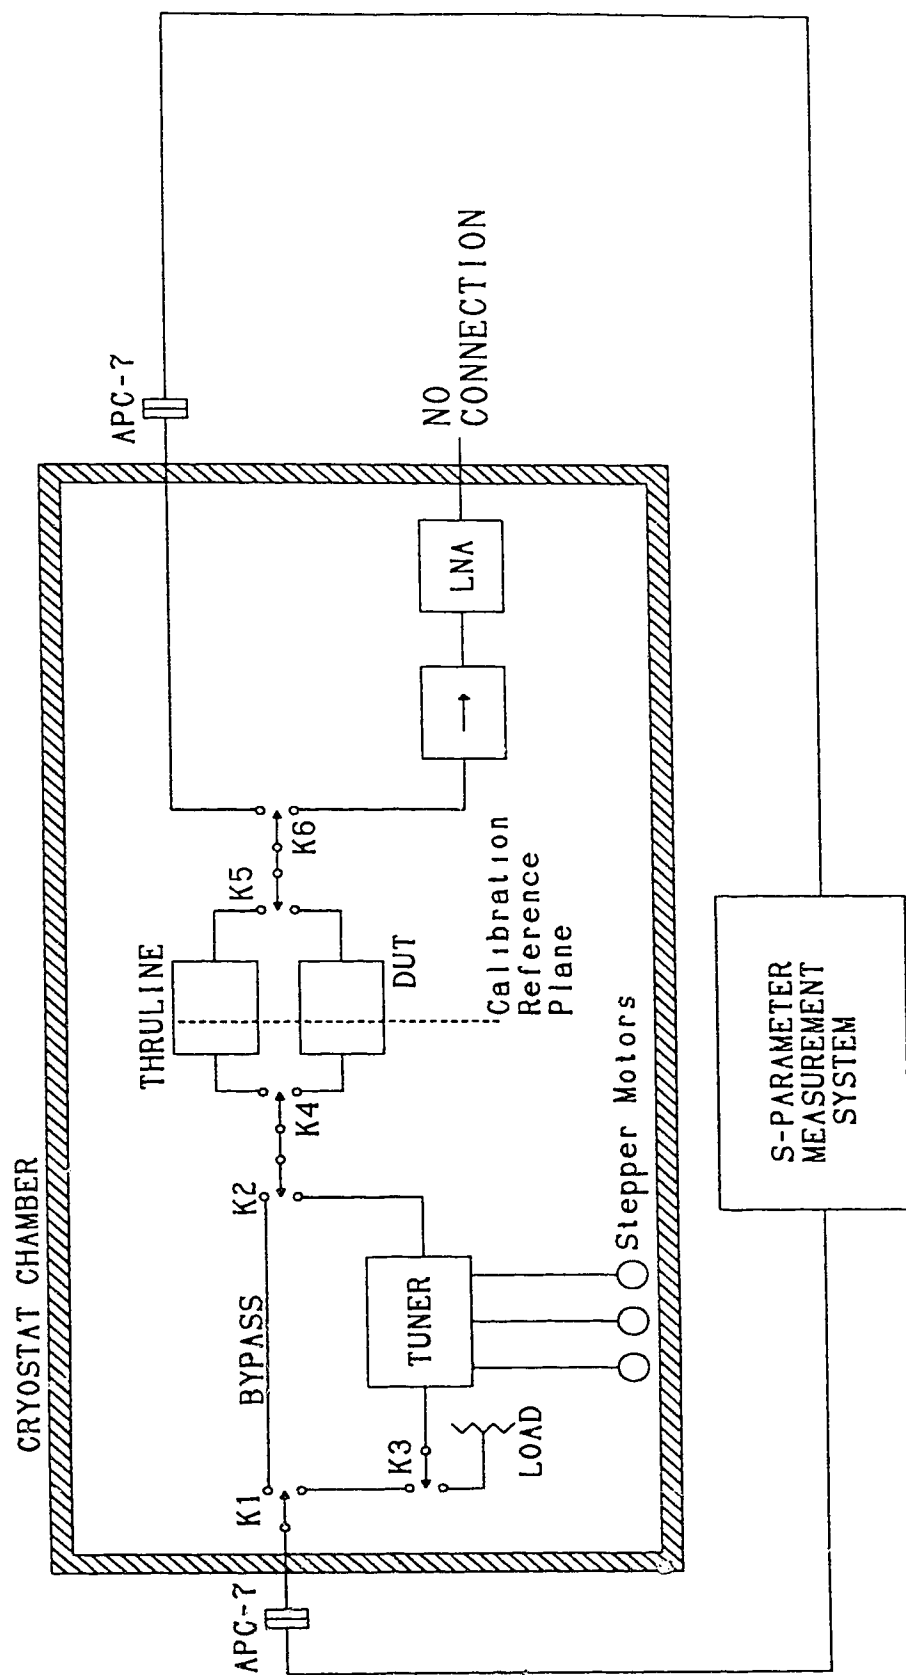 CRYOSTAT CHAMBER
APC-7
K1
BYPASS
K2
K3
LOAD
TUNER
Stepper Motors
K4
THRULINE
DUT
K5
K6
Calibration
Reference
Plane
LNA
APC-7
NO
CONNECTION
S-PARAMETER
MEASUREMENT
SYSTEM